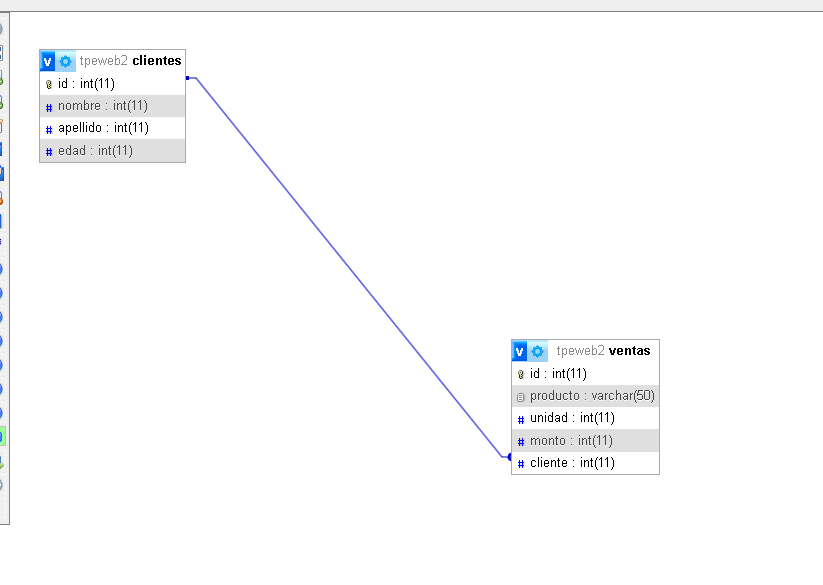 v tpeweb2 clientes
id : int(11)
# nombre : int(11)
# apellido : int(11)
# edad : int(11)
v tpeweb2 ventas
id : int(11)
producto : varchar(50)
# unidad : int(11)
# monto : int(11)
# cliente : int(11)